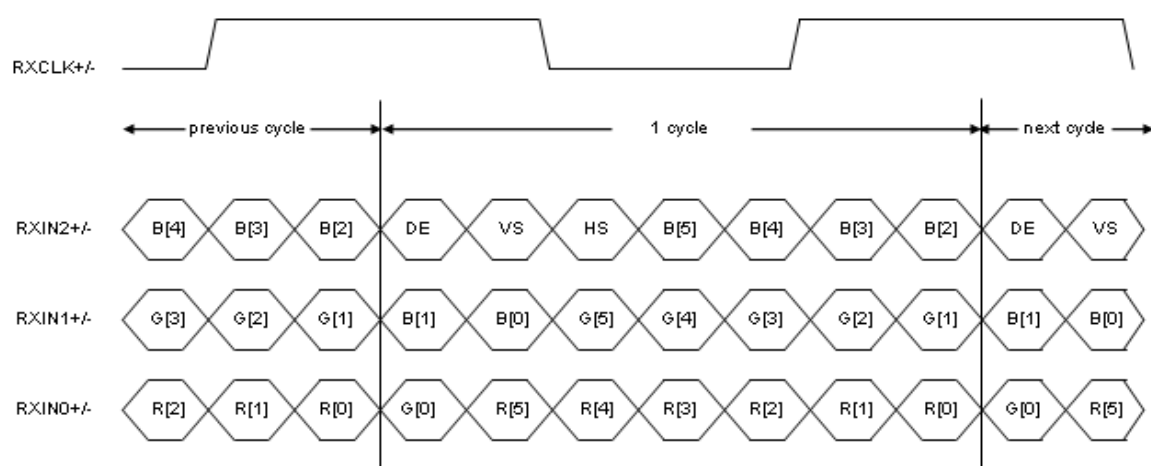 RXCLK+/-
previous cycle 1 cycle next cycle
RXIN2+/- B[4] B[3] B[2] DE VS HS B[5] B[4] B[3] B[2] DE VS
RXIN1+/- G[3] G[2] G[1] B[1] B[0] G[5] G[4] G[3] G[2] G[1] B[1] B[0]
RXIN0+/- R[2] R[1] R[0] G[0] R[5] R[4] R[3] R[2] R[1] R[0] G[0] R[5]